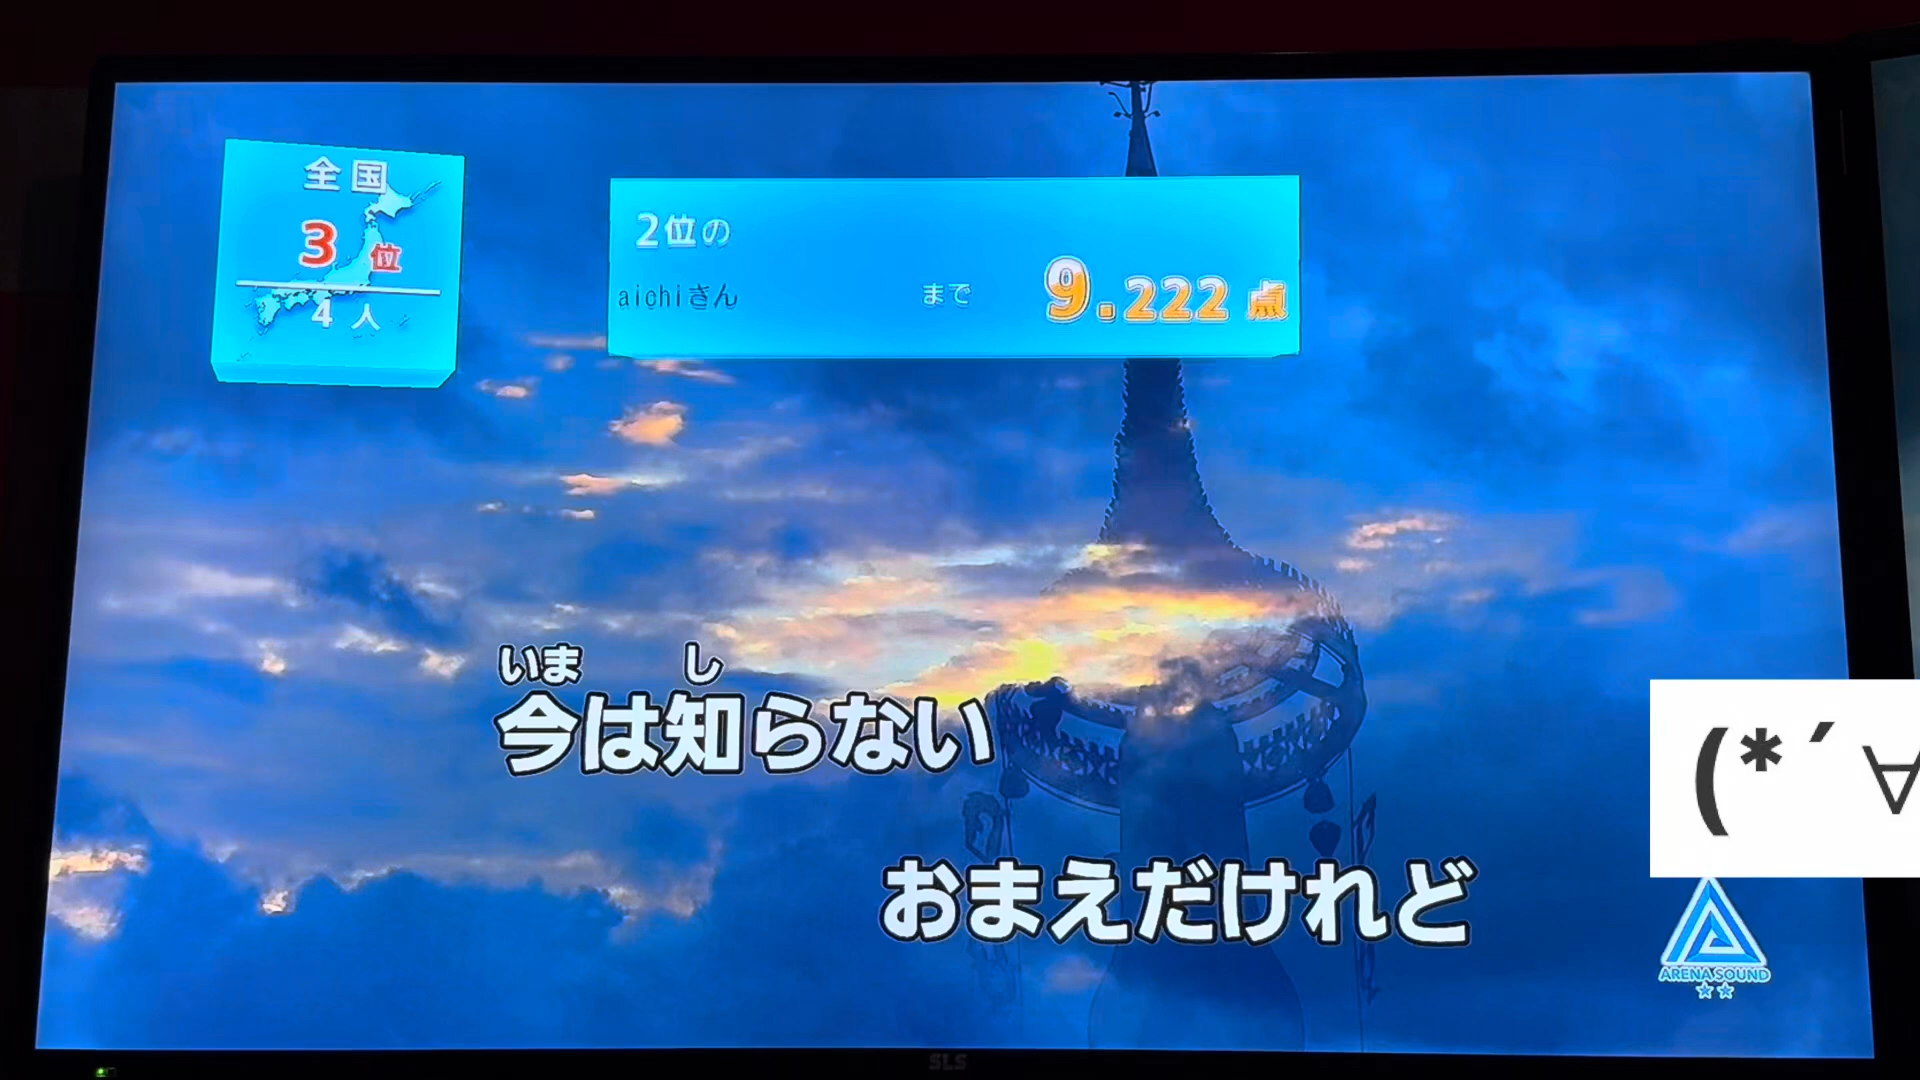 全国
3位
4人
2位の
aichiさん まで 9.222点
いま し
今は知らない
おまえだけれど
(*´∀
ARENA SOUND
★★
SLS